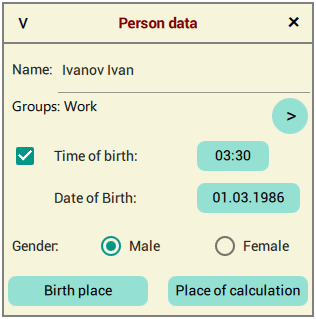 V Person data ×
Name: Ivanov Ivan
Groups: Work >
Time of birth: 03:30
Date of Birth: 01.03.1986
Gender: Male Female
Birth place Place of calculation